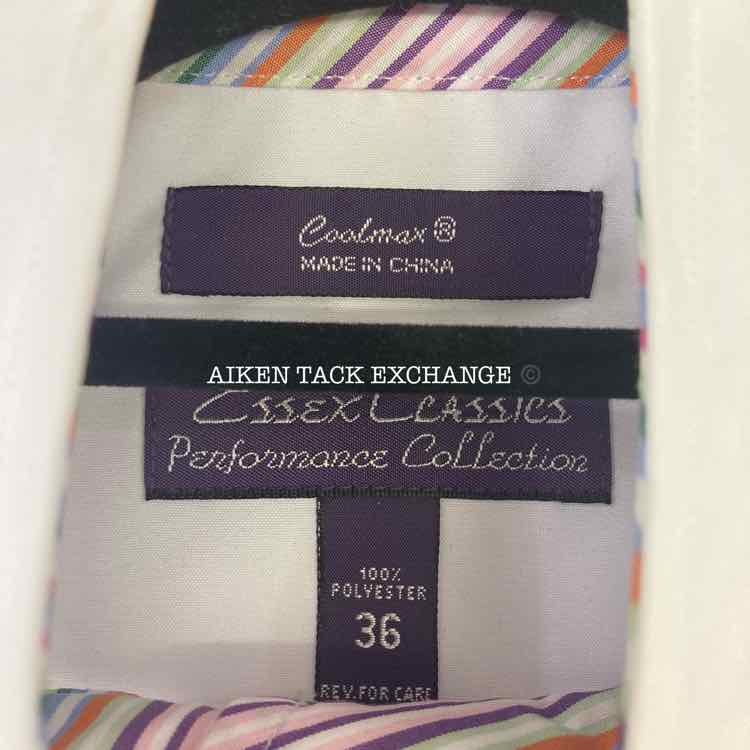 Coolmax®
MADE IN CHINA
AIKEN TACK EXCHANGE ©
Essex Classics
Performance Collection
100%
POLYESTER
36
REV. FOR CARE